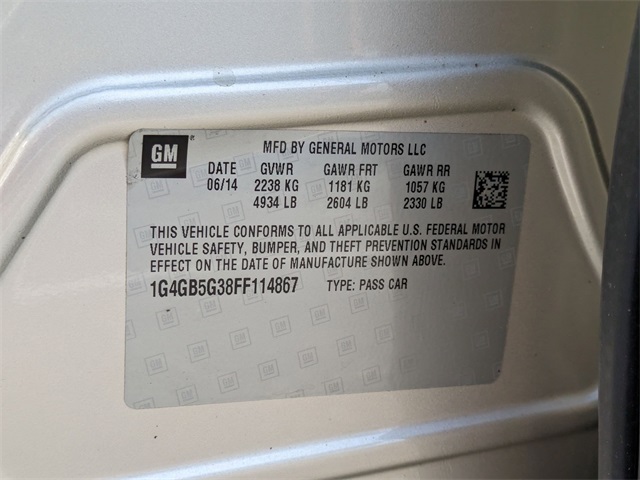 GM
MFD BY GENERAL MOTORS LLC
DATE GVWR GAWR FRT GAWR RR
06/14 2238 KG 1181 KG 1057 KG
4934 LB 2604 LB 2330 LB
THIS VEHICLE CONFORMS TO ALL APPLICABLE U.S. FEDERAL MOTOR
VEHICLE SAFETY, BUMPER, AND THEFT PREVENTION STANDARDS IN
EFFECT ON THE DATE OF MANUFACTURE SHOWN ABOVE.
1G4GB5G38FF114867 TYPE: PASS CAR